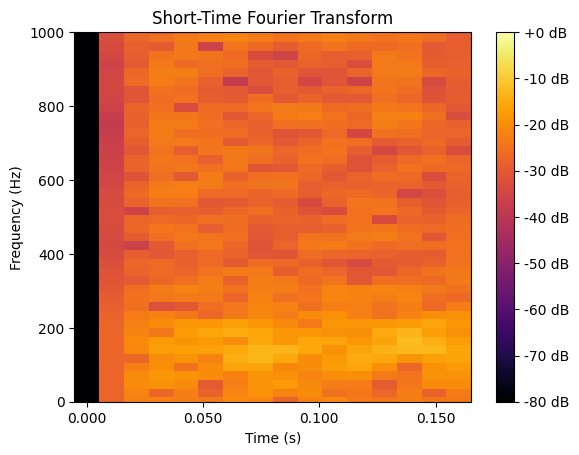 Short-Time Fourier Transform
Frequency (Hz)
1000
800
600
400
200
0
0.000
0.050
0.100
0.150
Time (s)
+0 dB
-10 dB
-20 dB
-30 dB
-40 dB
-50 dB
-60 dB
-70 dB
-80 dB